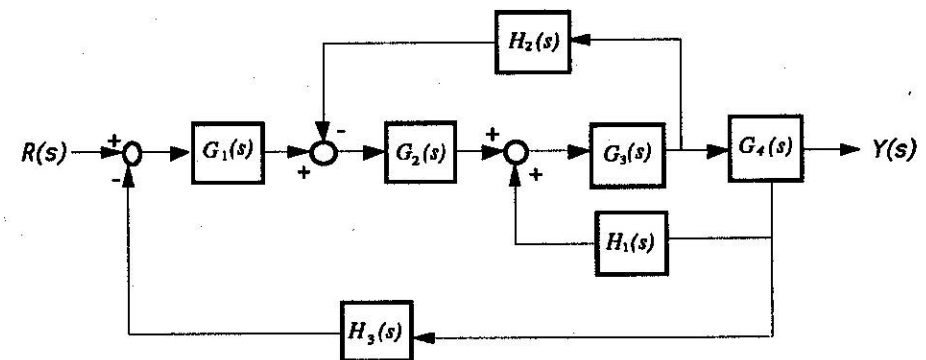 H₂(s)
R(s) + - G₁(s) + - G₂(s) + + G₃(s) G₄(s) Y(s)
H₁(s)
H₃(s)